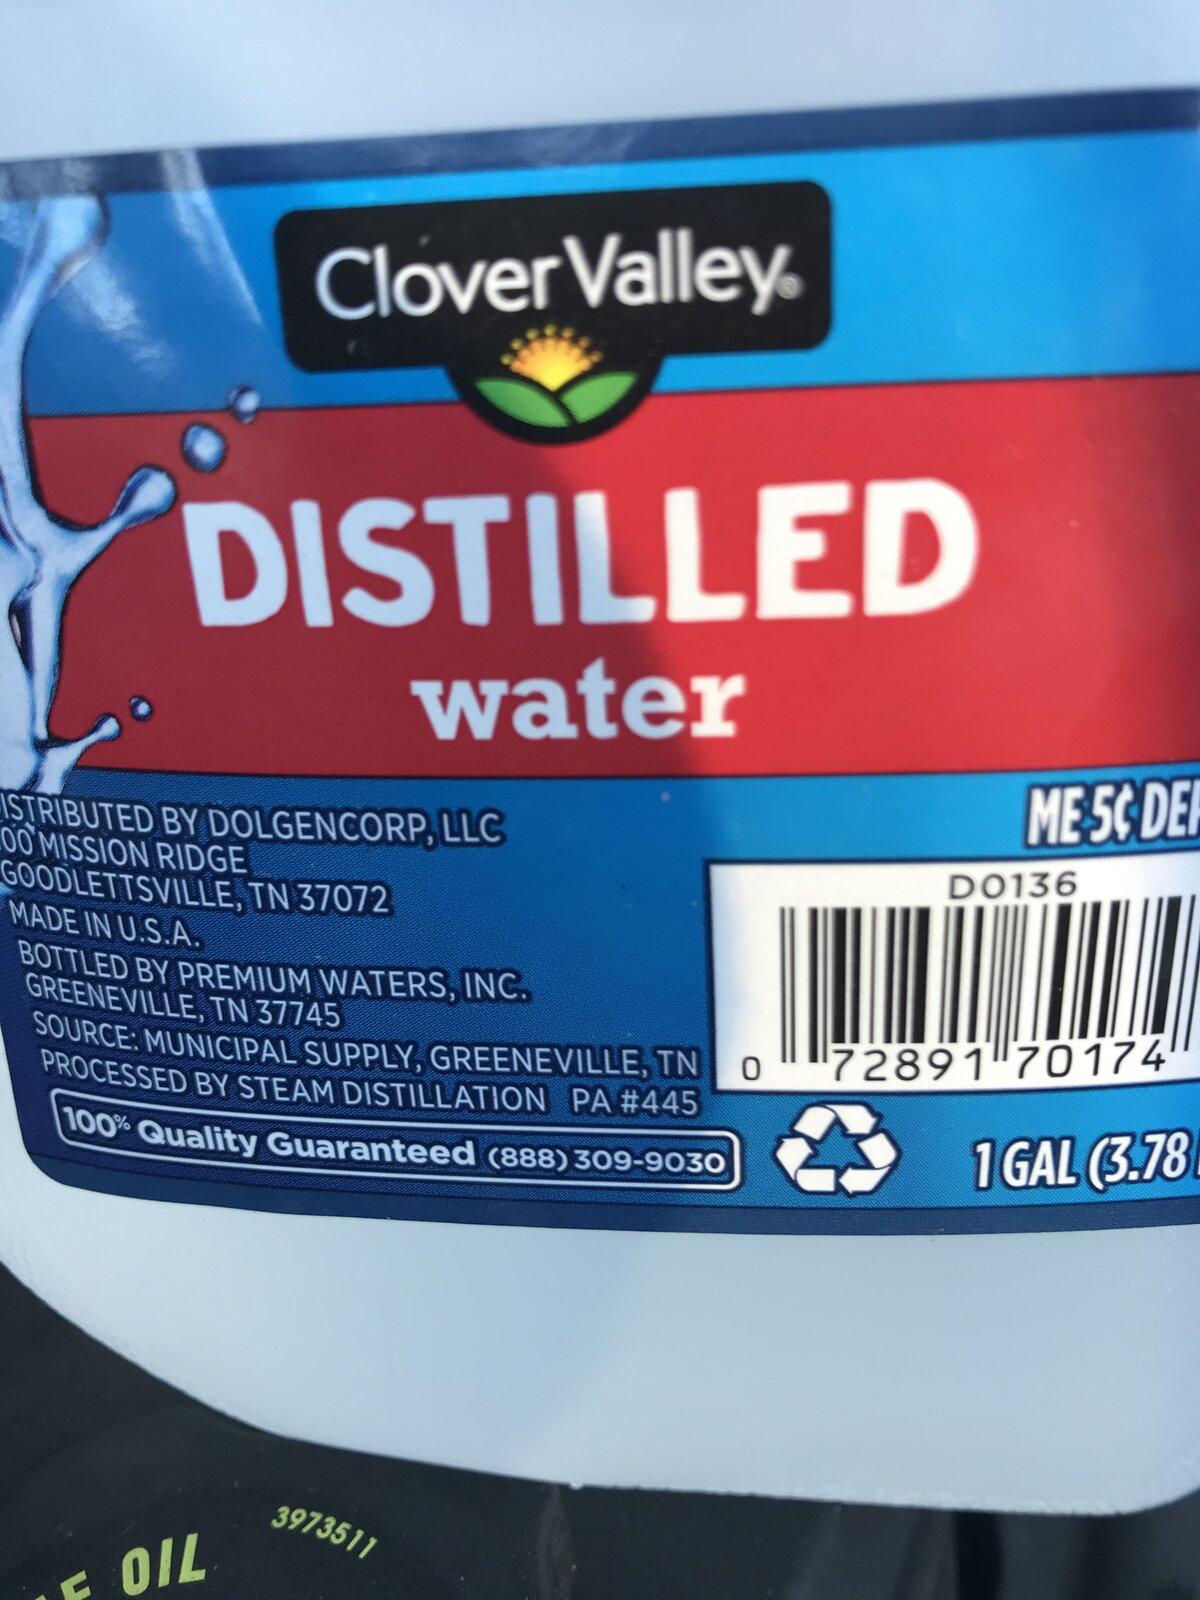 Clover Valley®
DISTILLED
water
ISTRIBUTED BY DOLGENCORP, LLC
00 MISSION RIDGE
GOODLETTSVILLE, TN 37072
MADE IN U.S.A.
BOTTLED BY PREMIUM WATERS, INC.
GREENEVILLE, TN 37745
SOURCE: MUNICIPAL SUPPLY, GREENEVILLE, TN
PROCESSED BY STEAM DISTILLATION PA #445
100% Quality Guaranteed (888) 309-9030
ME 5¢ DE
D0136
0 72891 70174
1 GAL (3.78
3973511
OIL